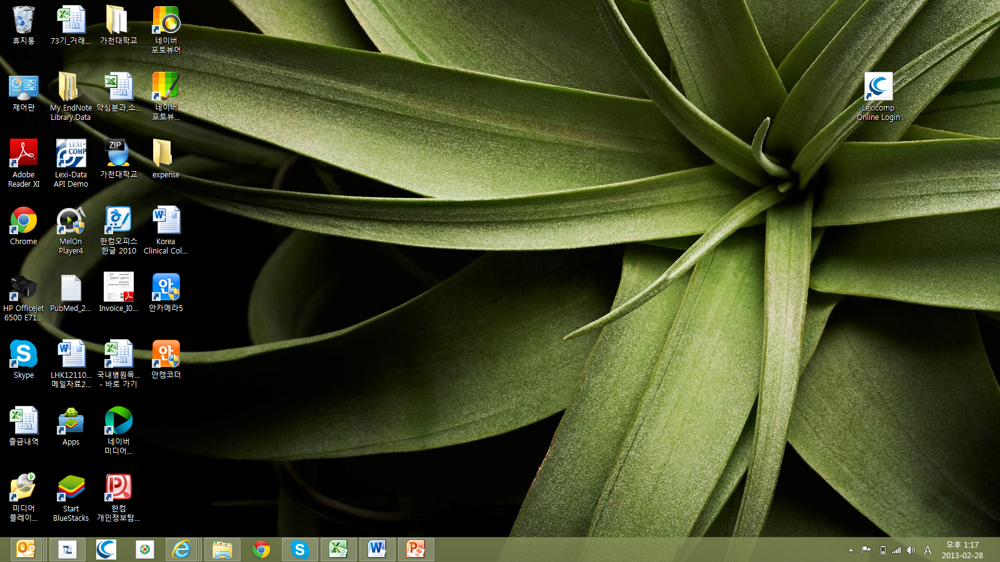 휴지통
73기_거래...
가천대학교
네이버
포토뷰어
제어판
My EndNote
Library.Data
약심분과,소...
네이버
포토뷰...
Lexicomp
Online Login
Adobe
Reader XI
LEXI-
COMP
Lexi-Data
API Demo
ZIP
가천대학교
expense
Chrome
MelOn
Player4
한컴오피스
한글 2010
Korea
Clinical Col...
HP Officejet
6500 E71...
PubMed_2...
Invoice_I0...
안
안카메라5
Skype
LHK12110...
메일자료2...
국내병원목...
- 바로 가기
안
안캠코더
출금내역
Apps
네이버
미디어...
미디어
플레이...
Start
BlueStacks
한컴
개인정보탐...
A
오후 1:17
2013-02-28